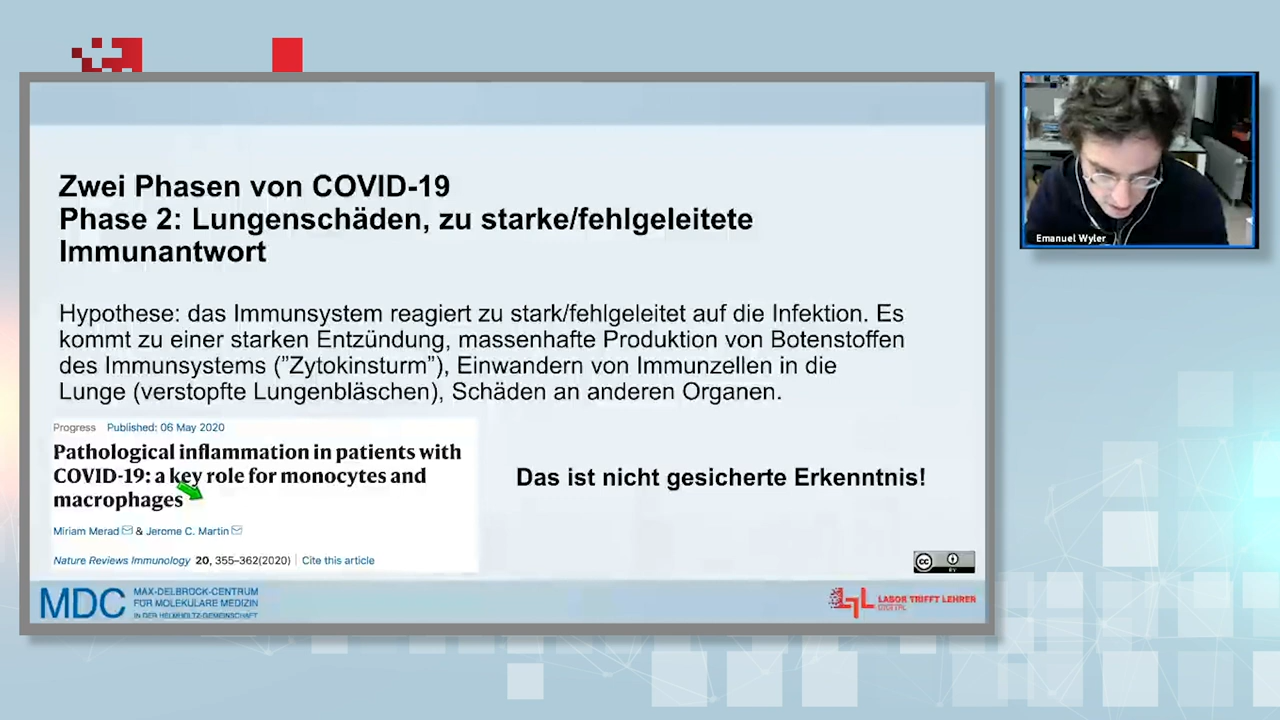 Zwei Phasen von COVID-19
Phase 2: Lungenschäden, zu starke/fehlgeleitete
Immunantwort
Hypothese: das Immunsystem reagiert zu stark/fehlgeleitet auf die Infektion. Es
kommt zu einer starken Entzündung, massenhafte Produktion von Botenstoffen
des Immunsystems (”Zytokinsturm”), Einwandern von Immunzellen in die
Lunge (verstopfte Lungenbläschen), Schäden an anderen Organen.
Progress Published: 06 May 2020
Pathological inflammation in patients with
COVID-19: a key role for monocytes and
macrophages
Miriam Merad & Jerome C. Martin
Nature Reviews Immunology 20, 355–362(2020) Cite this article
Das ist nicht gesicherte Erkenntnis!
cc
BY
MDC
MAX-DELBRÜCK-CENTRUM
FÜR MOLEKULARE MEDIZIN
IN DER HELMHOLTZ-GEMEINSCHAFT
LTL
LABOR TRIFFT LEHRER
Emanuel Wyler